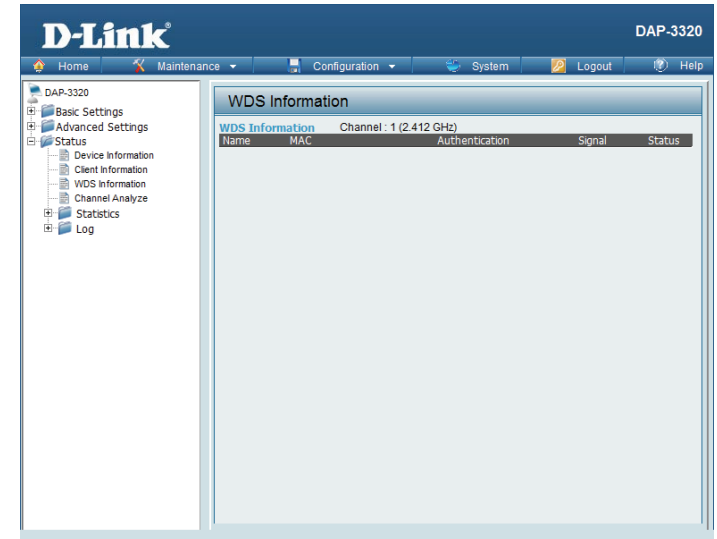 D-Link®
DAP-3320
Home Maintenance Configuration System Logout Help
DAP-3320
Basic Settings
Advanced Settings
Status
Device Information
Client Information
WDS Information
Channel Analyze
Statistics
Log
WDS Information
WDS Information Channel : 1 (2.412 GHz)
Name MAC Authentication Signal Status